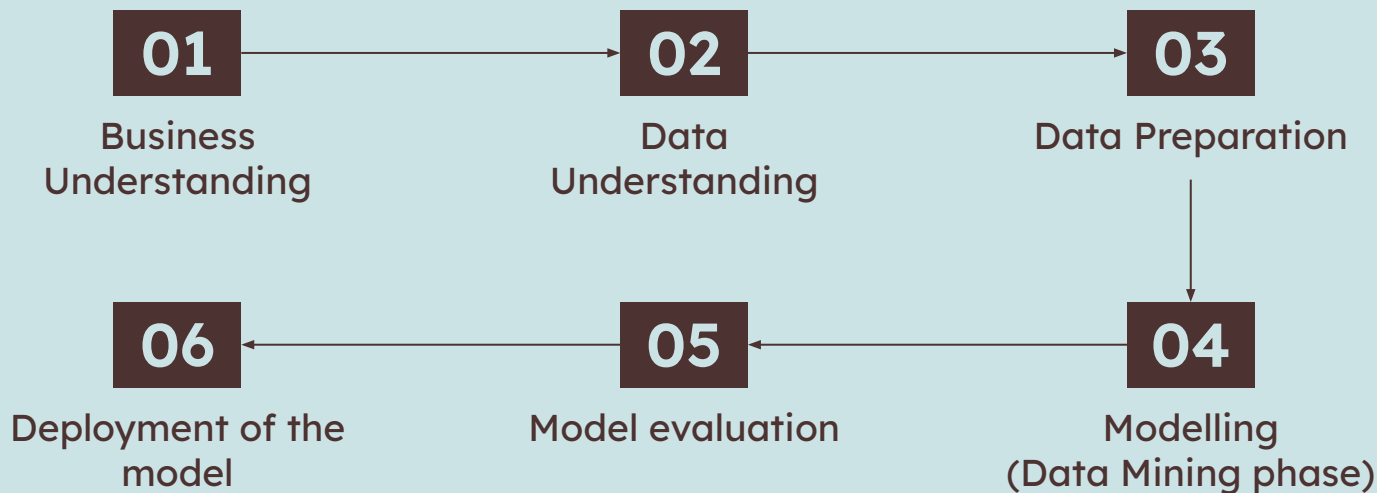 01
Business
Understanding
02
Data
Understanding
03
Data Preparation
04
Modelling
(Data Mining phase)
05
Model evaluation
06
Deployment of the
model